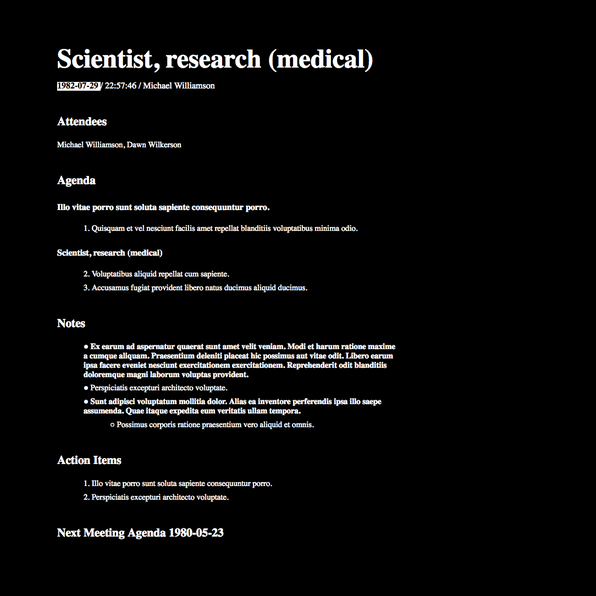 Scientist, research (medical)
1982-07-29 / 22:57:46 / Michael Williamson
Attendees
Michael Williamson, Dawn Wilkerson
Agenda
Illo vitae porro sunt soluta sapiente consequuntur porro.
1. Quisquam et vel nesciunt facilis amet repellat blanditiis voluptatibus minima odio.
Scientist, research (medical)
2. Voluptatibus aliquid repellat cum sapiente.
3. Accusamus fugiat provident libero natus ducimus aliquid ducimus.
Notes
● Ex earum ad aspernatur quaerat sunt amet velit veniam. Modi et harum ratione maxime
a cumque aliquam. Praesentium deleniti placeat hic possimus aut vitae odit. Libero earum
ipsa facere eveniet nesciunt exercitationem exercitationem. Reprehenderit odit blanditiis
doloremque magni laborum voluptas provident.
● Perspiciatis excepturi architecto voluptate.
● Sunt adipisci voluptatum mollitia dolor. Alias ea inventore perferendis ipsa illo saepe
assumenda. Quae itaque expedita eum veritatis ullam tempora.
○ Possimus corporis ratione praesentium vero aliquid et omnis.
Action Items
1. Illo vitae porro sunt soluta sapiente consequuntur porro.
2. Perspiciatis excepturi architecto voluptate.
Next Meeting Agenda 1980-05-23